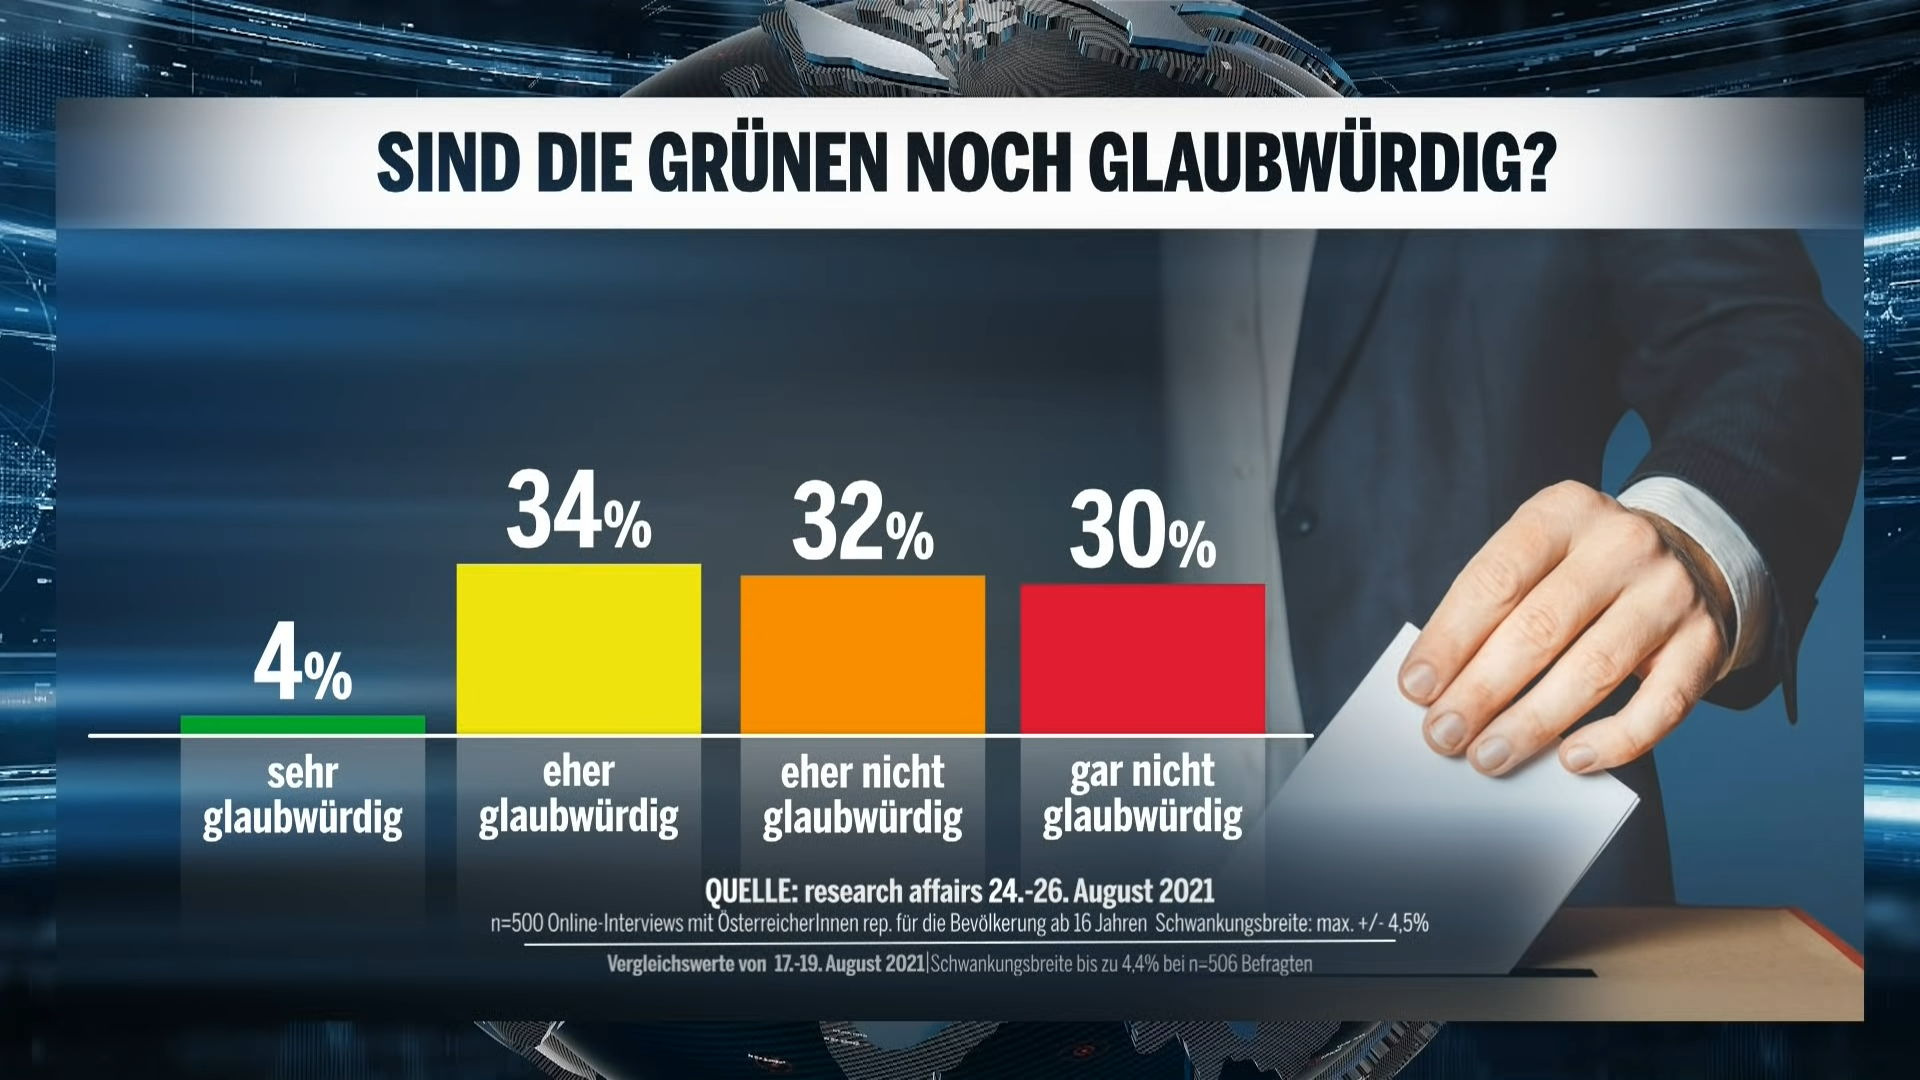 SIND DIE GRÜNEN NOCH GLAUBWÜRDIG?
4%
34%
32%
30%
sehr glaubwürdig
eher glaubwürdig
eher nicht glaubwürdig
gar nicht glaubwürdig
QUELLE: research affairs 24.-26. August 2021
n=500 Online-Interviews mit ÖsterreicherInnen rep. für die Bevölkerung ab 16 Jahren Schwankungsbreite: max. +/- 4,5%
Vergleichswerte von 17.-19. August 2021|Schwankungsbreite bis zu 4,4% bei n=506 Befragten